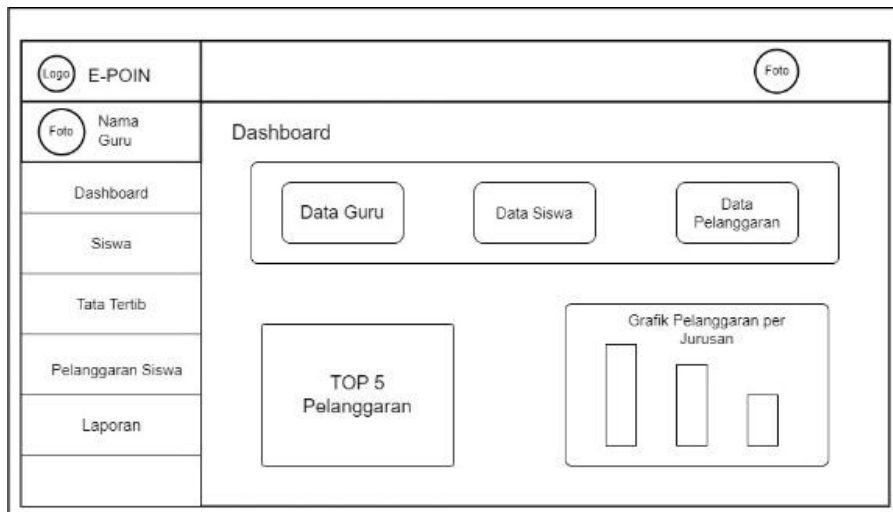 Logo
E-POIN
Foto
Foto
Nama
Guru
Dashboard
Siswa
Tata Tertib
Pelanggaran Siswa
Laporan
Dashboard
Data Guru
Data Siswa
Data
Pelanggaran
TOP 5
Pelanggaran
Grafik Pelanggaran per
Jurusan